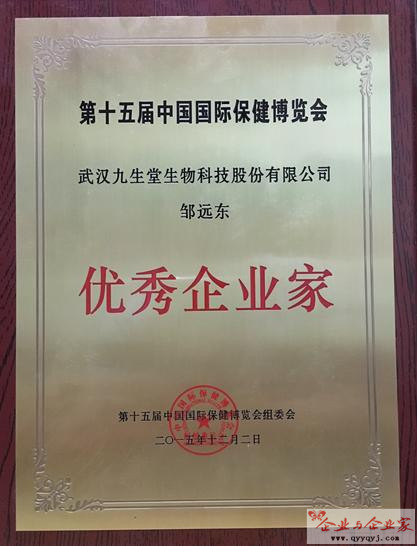 第十五届中国国际保健博览会
武汉九生堂生物科技股份有限公司
邹远东
优秀企业家
第十五届中国国际保健博览会组委会
二〇一五年十二月二日
企业与企业家
www.qyyqyj.com